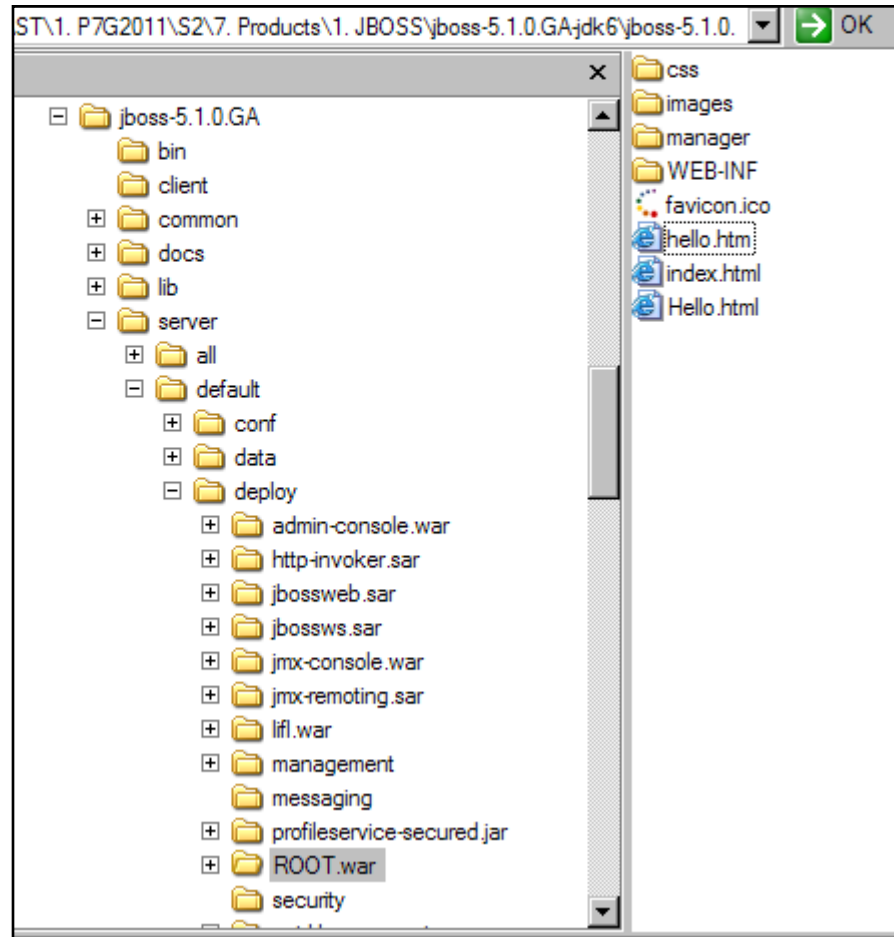 ST\1. P7G2011\S2\7. Products\1. JBOSS\jboss-5.1.0.GA-jdk6\jboss-5.1.0. OK
jboss-5.1.0.GA
bin
client
common
docs
lib
server
all
default
conf
data
deploy
admin-console.war
http-invoker.sar
jbossweb.sar
jbossws.sar
jmx-console.war
jmx-remoting.sar
lifl.war
management
messaging
profileservice-secured.jar
ROOT.war
security
css
images
manager
WEB-INF
favicon.ico
hello.htm
index.html
Hello.html